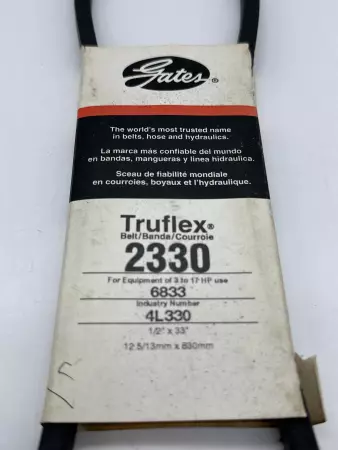 Gates®
The world's most trusted name
in belts, hose and hydraulics.
La marca más confiable del mundo
en bandas, mangueras y linea hidraulica.
Sceau de fiabilité mondiale
en courroies, boyaux et l'hydraulique.
Truflex®
Belt/Banda/Courroie
2330
For Equipment of 3 to 17 HP use
6833
Industry Number
4L330
1/2" x 33"
12.5/13mm x 830mm